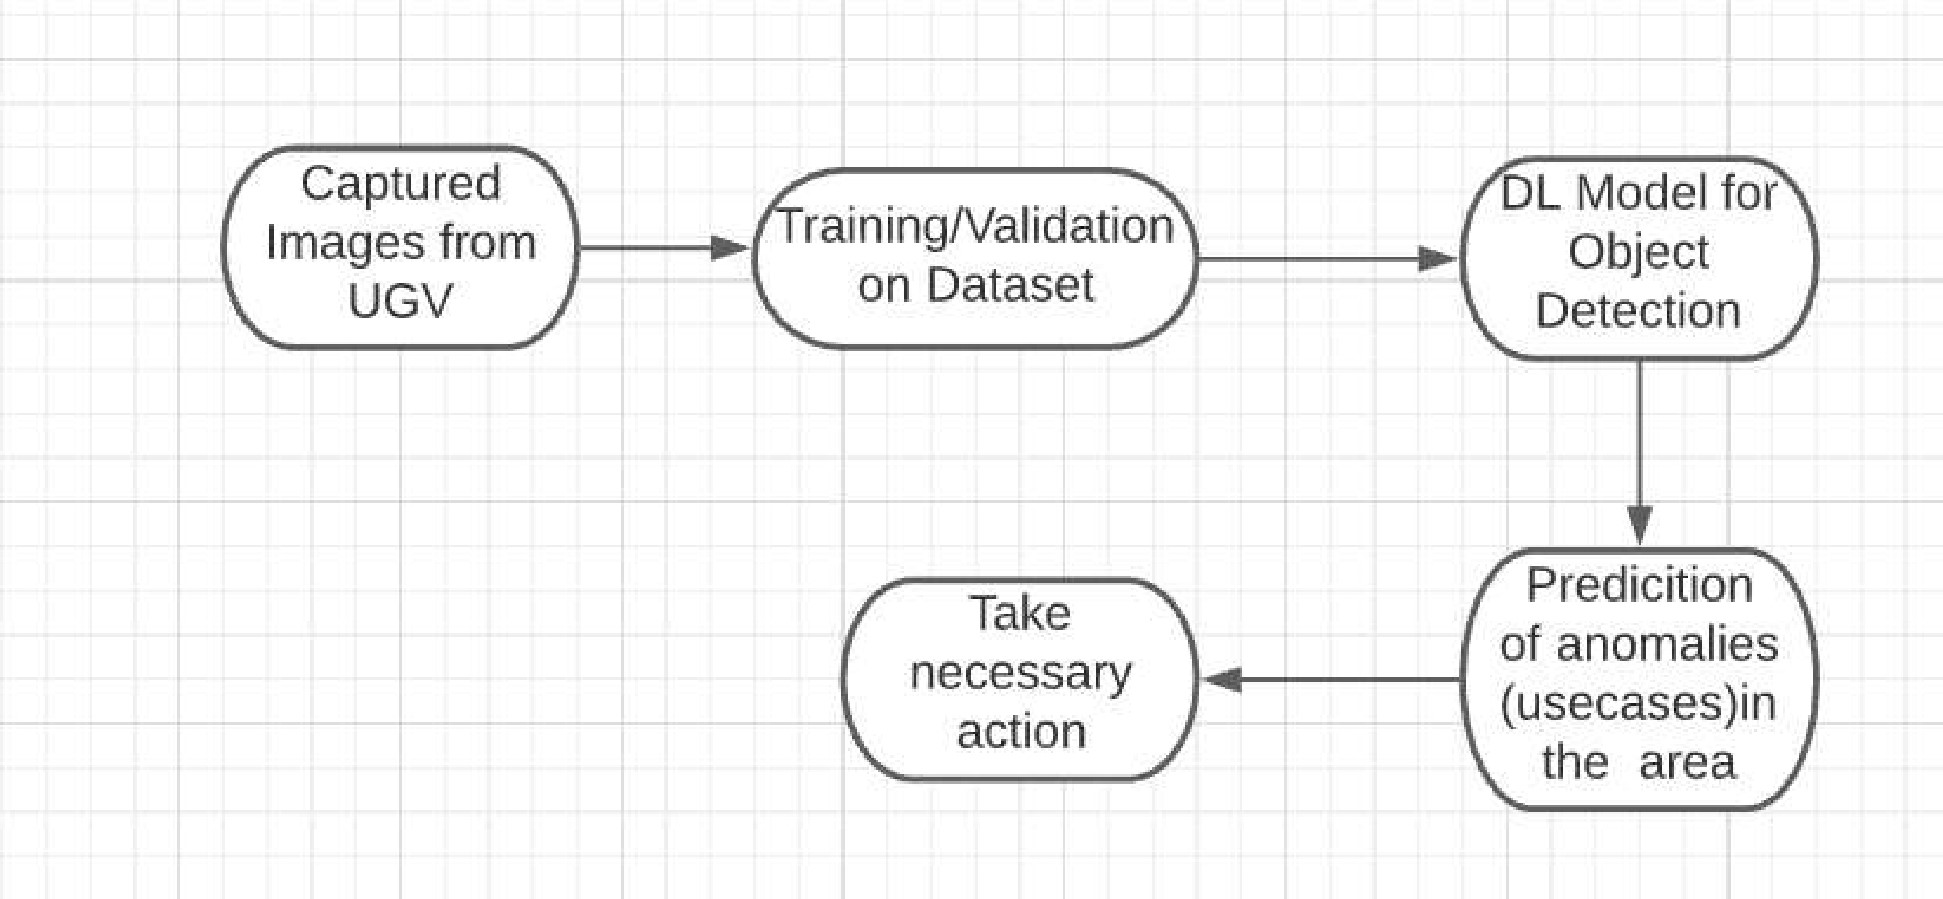 Captured
Images from
UGV
Training/Validation
on Dataset
DL Model for
Object
Detection
Predicition
of anomalies
(usecases)in
the  area
Take
necessary
action